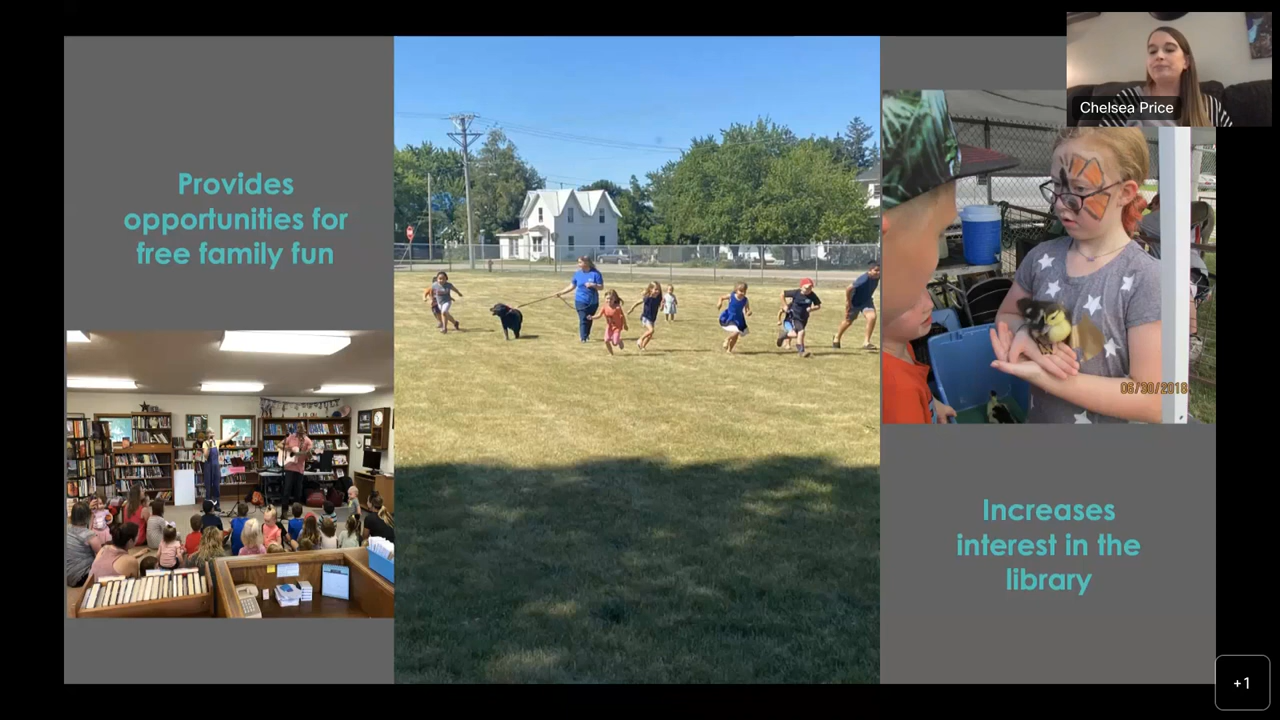 Chelsea Price
Provides
opportunities for
free family fun
06/30/2018
Increases
interest in the
library
+1